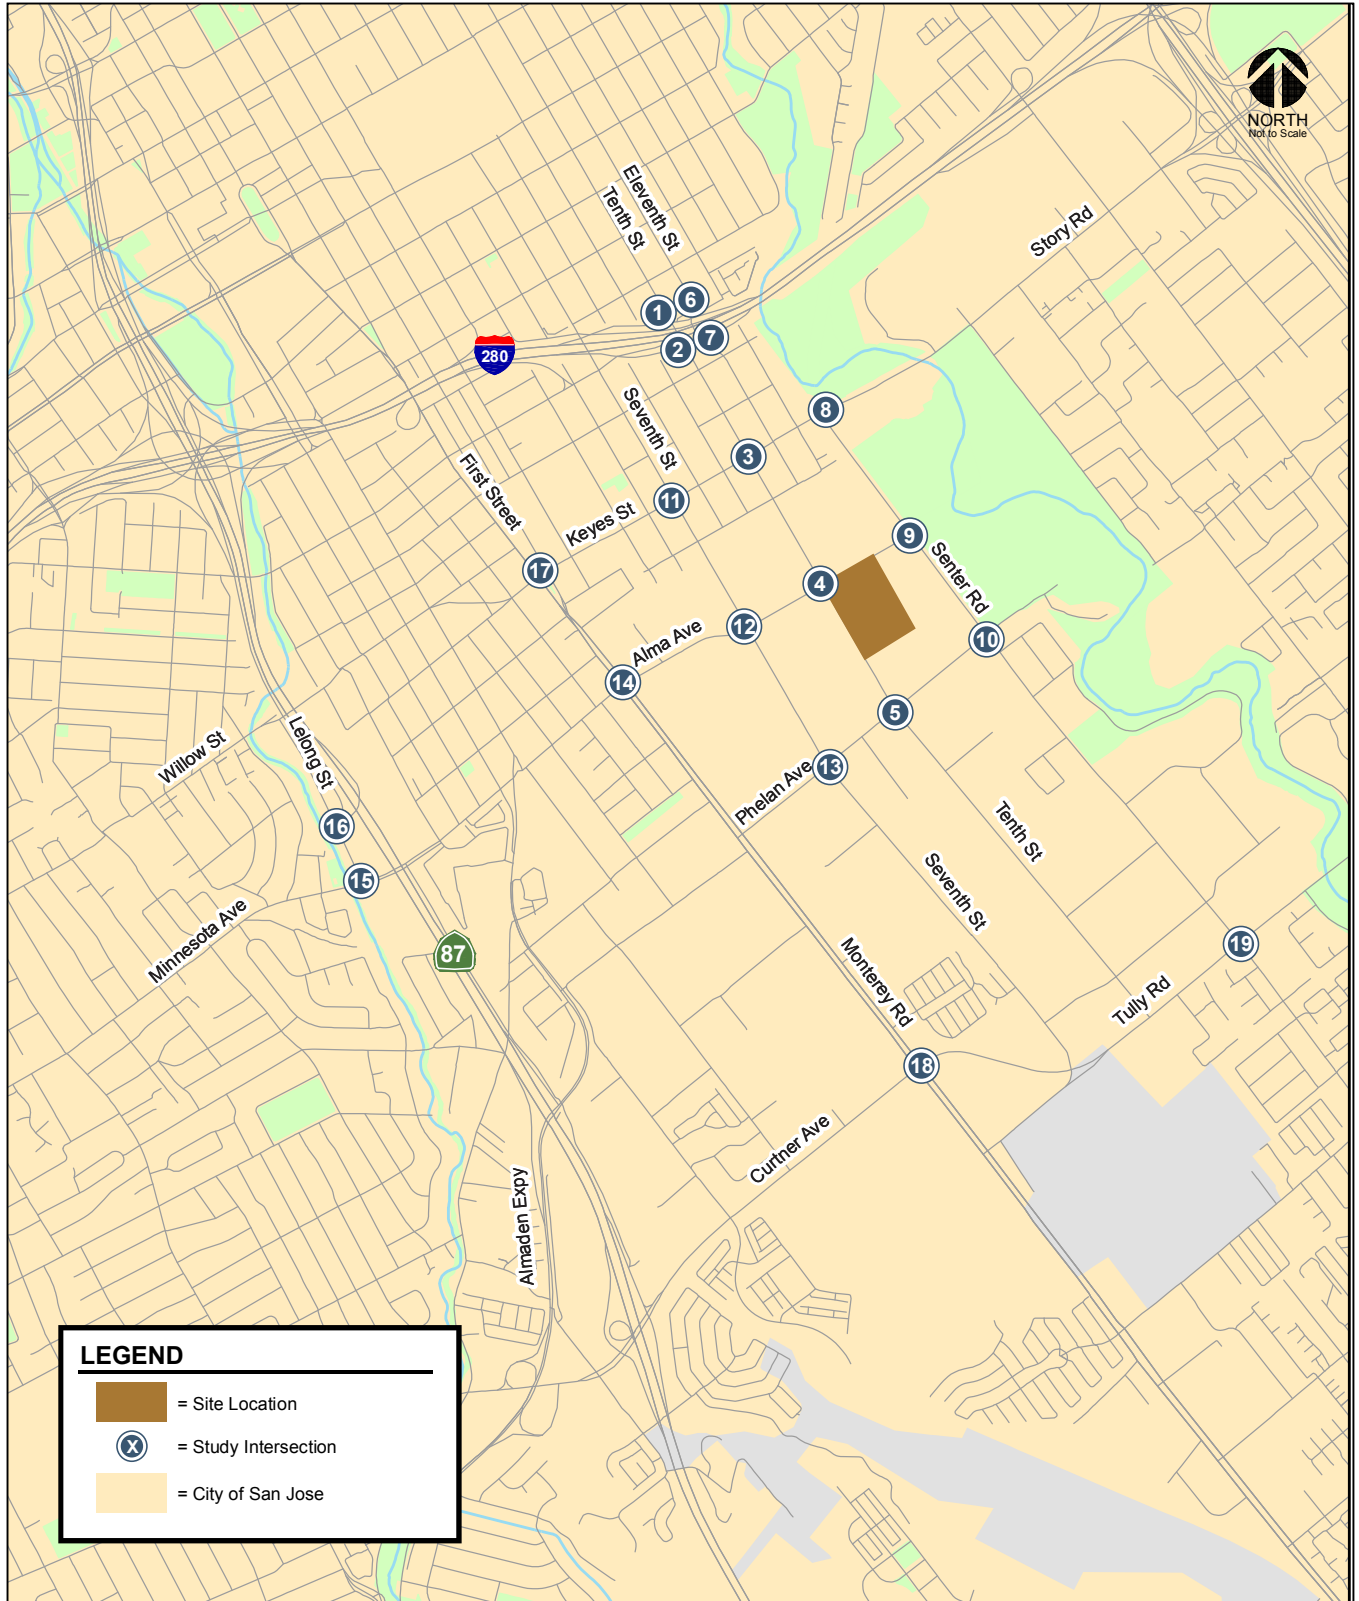 NORTH
Not to Scale
Eleventh St
Tenth St
Story Rd
6
1
7
2
280
Seventh St
8
3
First Street
11
Keyes St
9
17
Senter Rd
4
12
Alma Ave
10
14
5
Lelong St
Willow St
13
Phelan Ave
16
Tenth St
15
Seventh St
Minnesota Ave
87
19
Monterey Rd
Tully Rd
18
Curtner Ave
Almaden Expy
LEGEND
= Site Location
X = Study Intersection
= City of San Jose